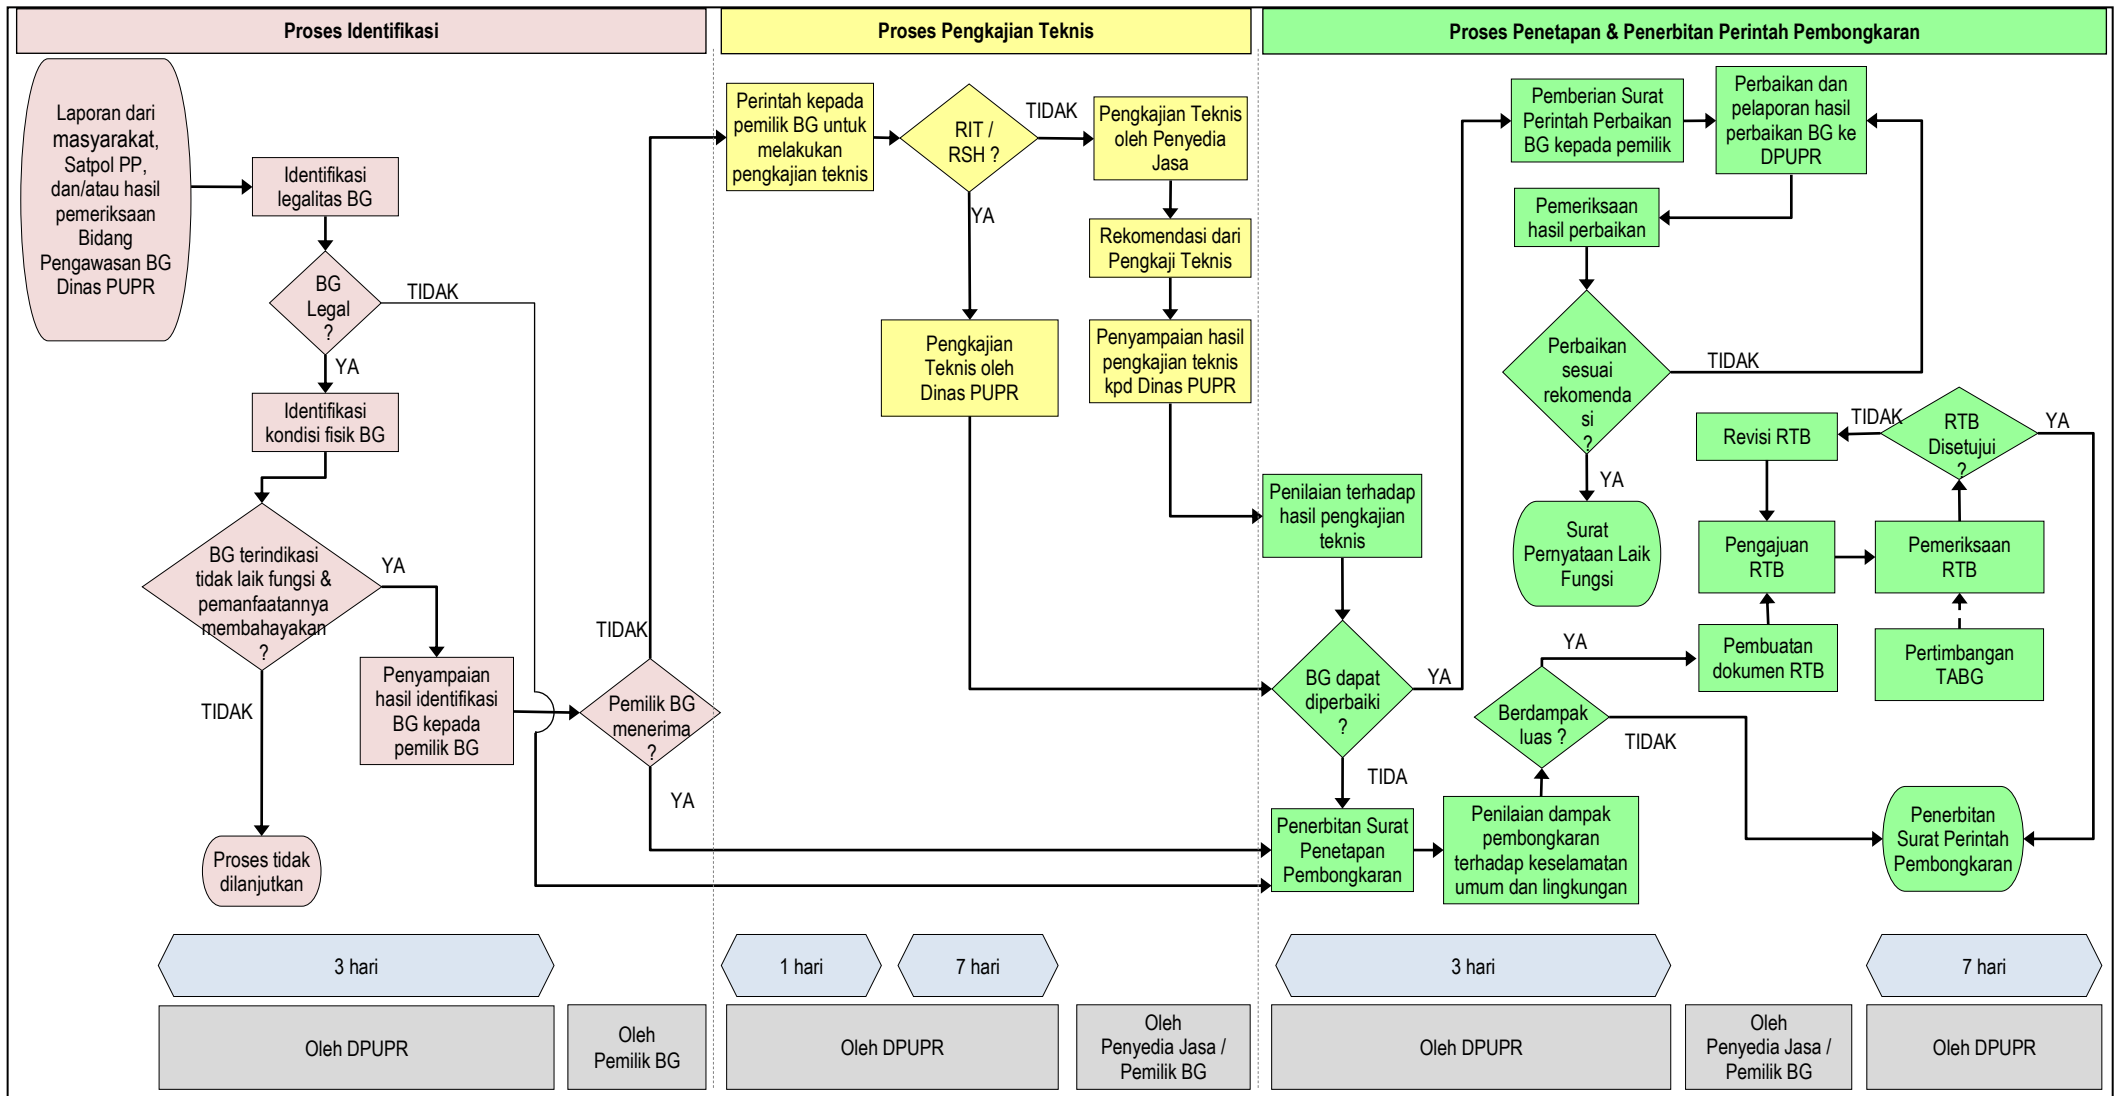 Proses Identifikasi
Proses Pengkajian Teknis
Proses Penetapan & Penerbitan Perintah Pembongkaran
Laporan dari
masyarakat,
Satpol PP,
dan/atau hasil
pemeriksaan
Bidang
Pengawasan BG
Dinas PUPR
Identifikasi
legalitas BG
BG
Legal
?
TIDAK
YA
Identifikasi
kondisi fisik BG
BG terindikasi
tidak laik fungsi &
pemanfaatannya
membahayakan
?
YA
TIDAK
Penyampaian
hasil identifikasi
BG kepada
pemilik BG
Proses tidak
dilanjutkan
TIDAK
Pemilik BG
menerima
?
YA
Perintah kepada
pemilik BG untuk
melakukan
pengkajian teknis
RIT /
RSH ?
TIDAK
YA
Pengkajian Teknis
oleh Penyedia
Jasa
Rekomendasi dari
Pengkaji Teknis
Pengkajian
Teknis oleh
Dinas PUPR
Penyampaian hasil
pengkajian teknis
kpd Dinas PUPR
Penilaian terhadap
hasil pengkajian
teknis
BG dapat
diperbaiki
?
YA
TIDA
Penerbitan Surat
Penetapan
Pembongkaran
Pemberian Surat
Perintah Perbaikan
BG kepada pemilik
Perbaikan dan
pelaporan hasil
perbaikan BG ke
DPUPR
Pemeriksaan
hasil perbaikan
Perbaikan
sesuai
rekomenda
si
?
TIDAK
YA
Surat
Pernyataan Laik
Fungsi
Penilaian dampak
pembongkaran
terhadap keselamatan
umum dan lingkungan
Berdampak
luas ?
YA
TIDAK
Pembuatan
dokumen RTB
Pengajuan
RTB
Revisi RTB
Pemeriksaan
RTB
Pertimbangan
TABG
RTB
Disetujui
?
TIDAK
YA
Penerbitan
Surat Perintah
Pembongkaran
3 hari
1 hari
7 hari
3 hari
7 hari
Oleh DPUPR
Oleh
Pemilik BG
Oleh DPUPR
Oleh
Penyedia Jasa /
Pemilik BG
Oleh DPUPR
Oleh
Penyedia Jasa /
Pemilik BG
Oleh DPUPR